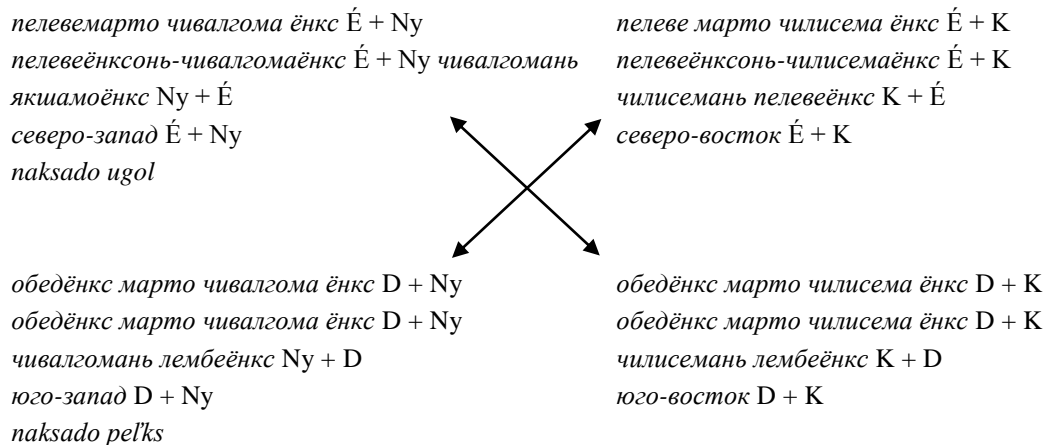 пелевемарто чивалгома ёнкс É + Ny
пелевеёнксонь-чивалгомаёнкс É + Ny чивалгомань
якшамоёнкс Ny + É
северо-запад É + Ny
naksado ugol
пелеве марто чилисема ёнкс É + K
пелевеёнксонь-чилисемаёнкс É + K
чилисемань пелевеёнкс K + É
северо-восток É + K
обедёнкс марто чивалгома ёнкс D + Ny
обедёнкс марто чивалгома ёнкс D + Ny
чивалгомань лембеёнкс Ny + D
юго-запад D + Ny
naksado peľks
обедёнкс марто чилисема ёнкс D + K
обедёнкс марто чилисема ёнкс D + K
чилисемань лембеёнкс K + D
юго-восток D + K